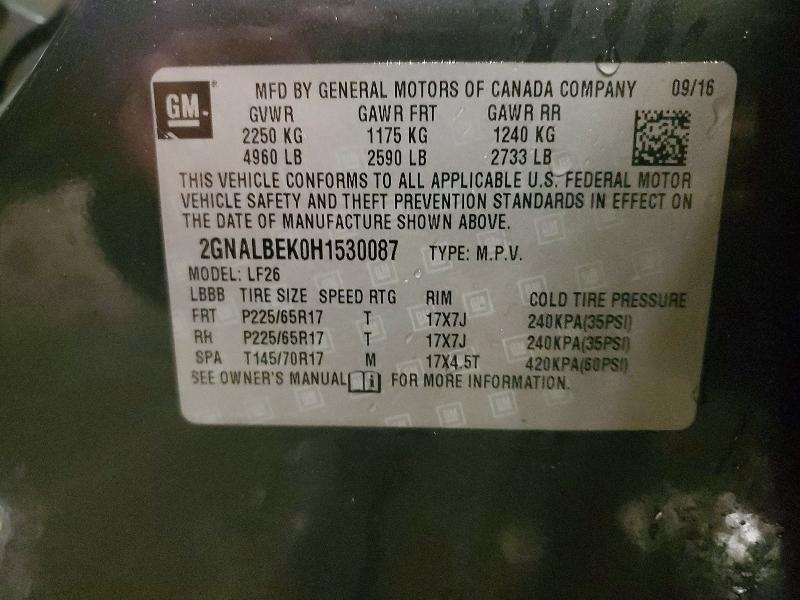 GM
MFD BY GENERAL MOTORS OF CANADA COMPANY 09/16
GVWR GAWR FRT GAWR RR
2250 KG 1175 KG 1240 KG
4960 LB 2590 LB 2733 LB
THIS VEHICLE CONFORMS TO ALL APPLICABLE U.S. FEDERAL MOTOR
VEHICLE SAFETY AND THEFT PREVENTION STANDARDS IN EFFECT ON
THE DATE OF MANUFACTURE SHOWN ABOVE.
2GNALBEK0H1530087 TYPE: M.P.V.
MODEL: LF26
LBBB TIRE SIZE SPEED RTG RIM COLD TIRE PRESSURE
FRT P225/65R17 T 17X7J 240KPA(35PSI)
RH P225/65R17 T 17X7J 240KPA(35PSI)
SPA T145/70R17 M 17X4.5T 420KPA(60PSI)
SEE OWNER'S MANUAL FOR MORE INFORMATION.